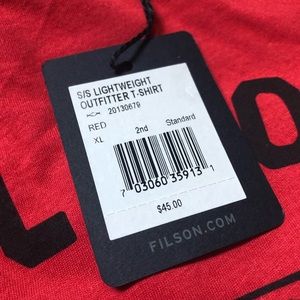 S/S LIGHTWEIGHT
OUTFITTER T-SHIRT
20130679
RED
XL 2nd Standard
7 03060 35913 1
$45.00
FILSON.COM
L O